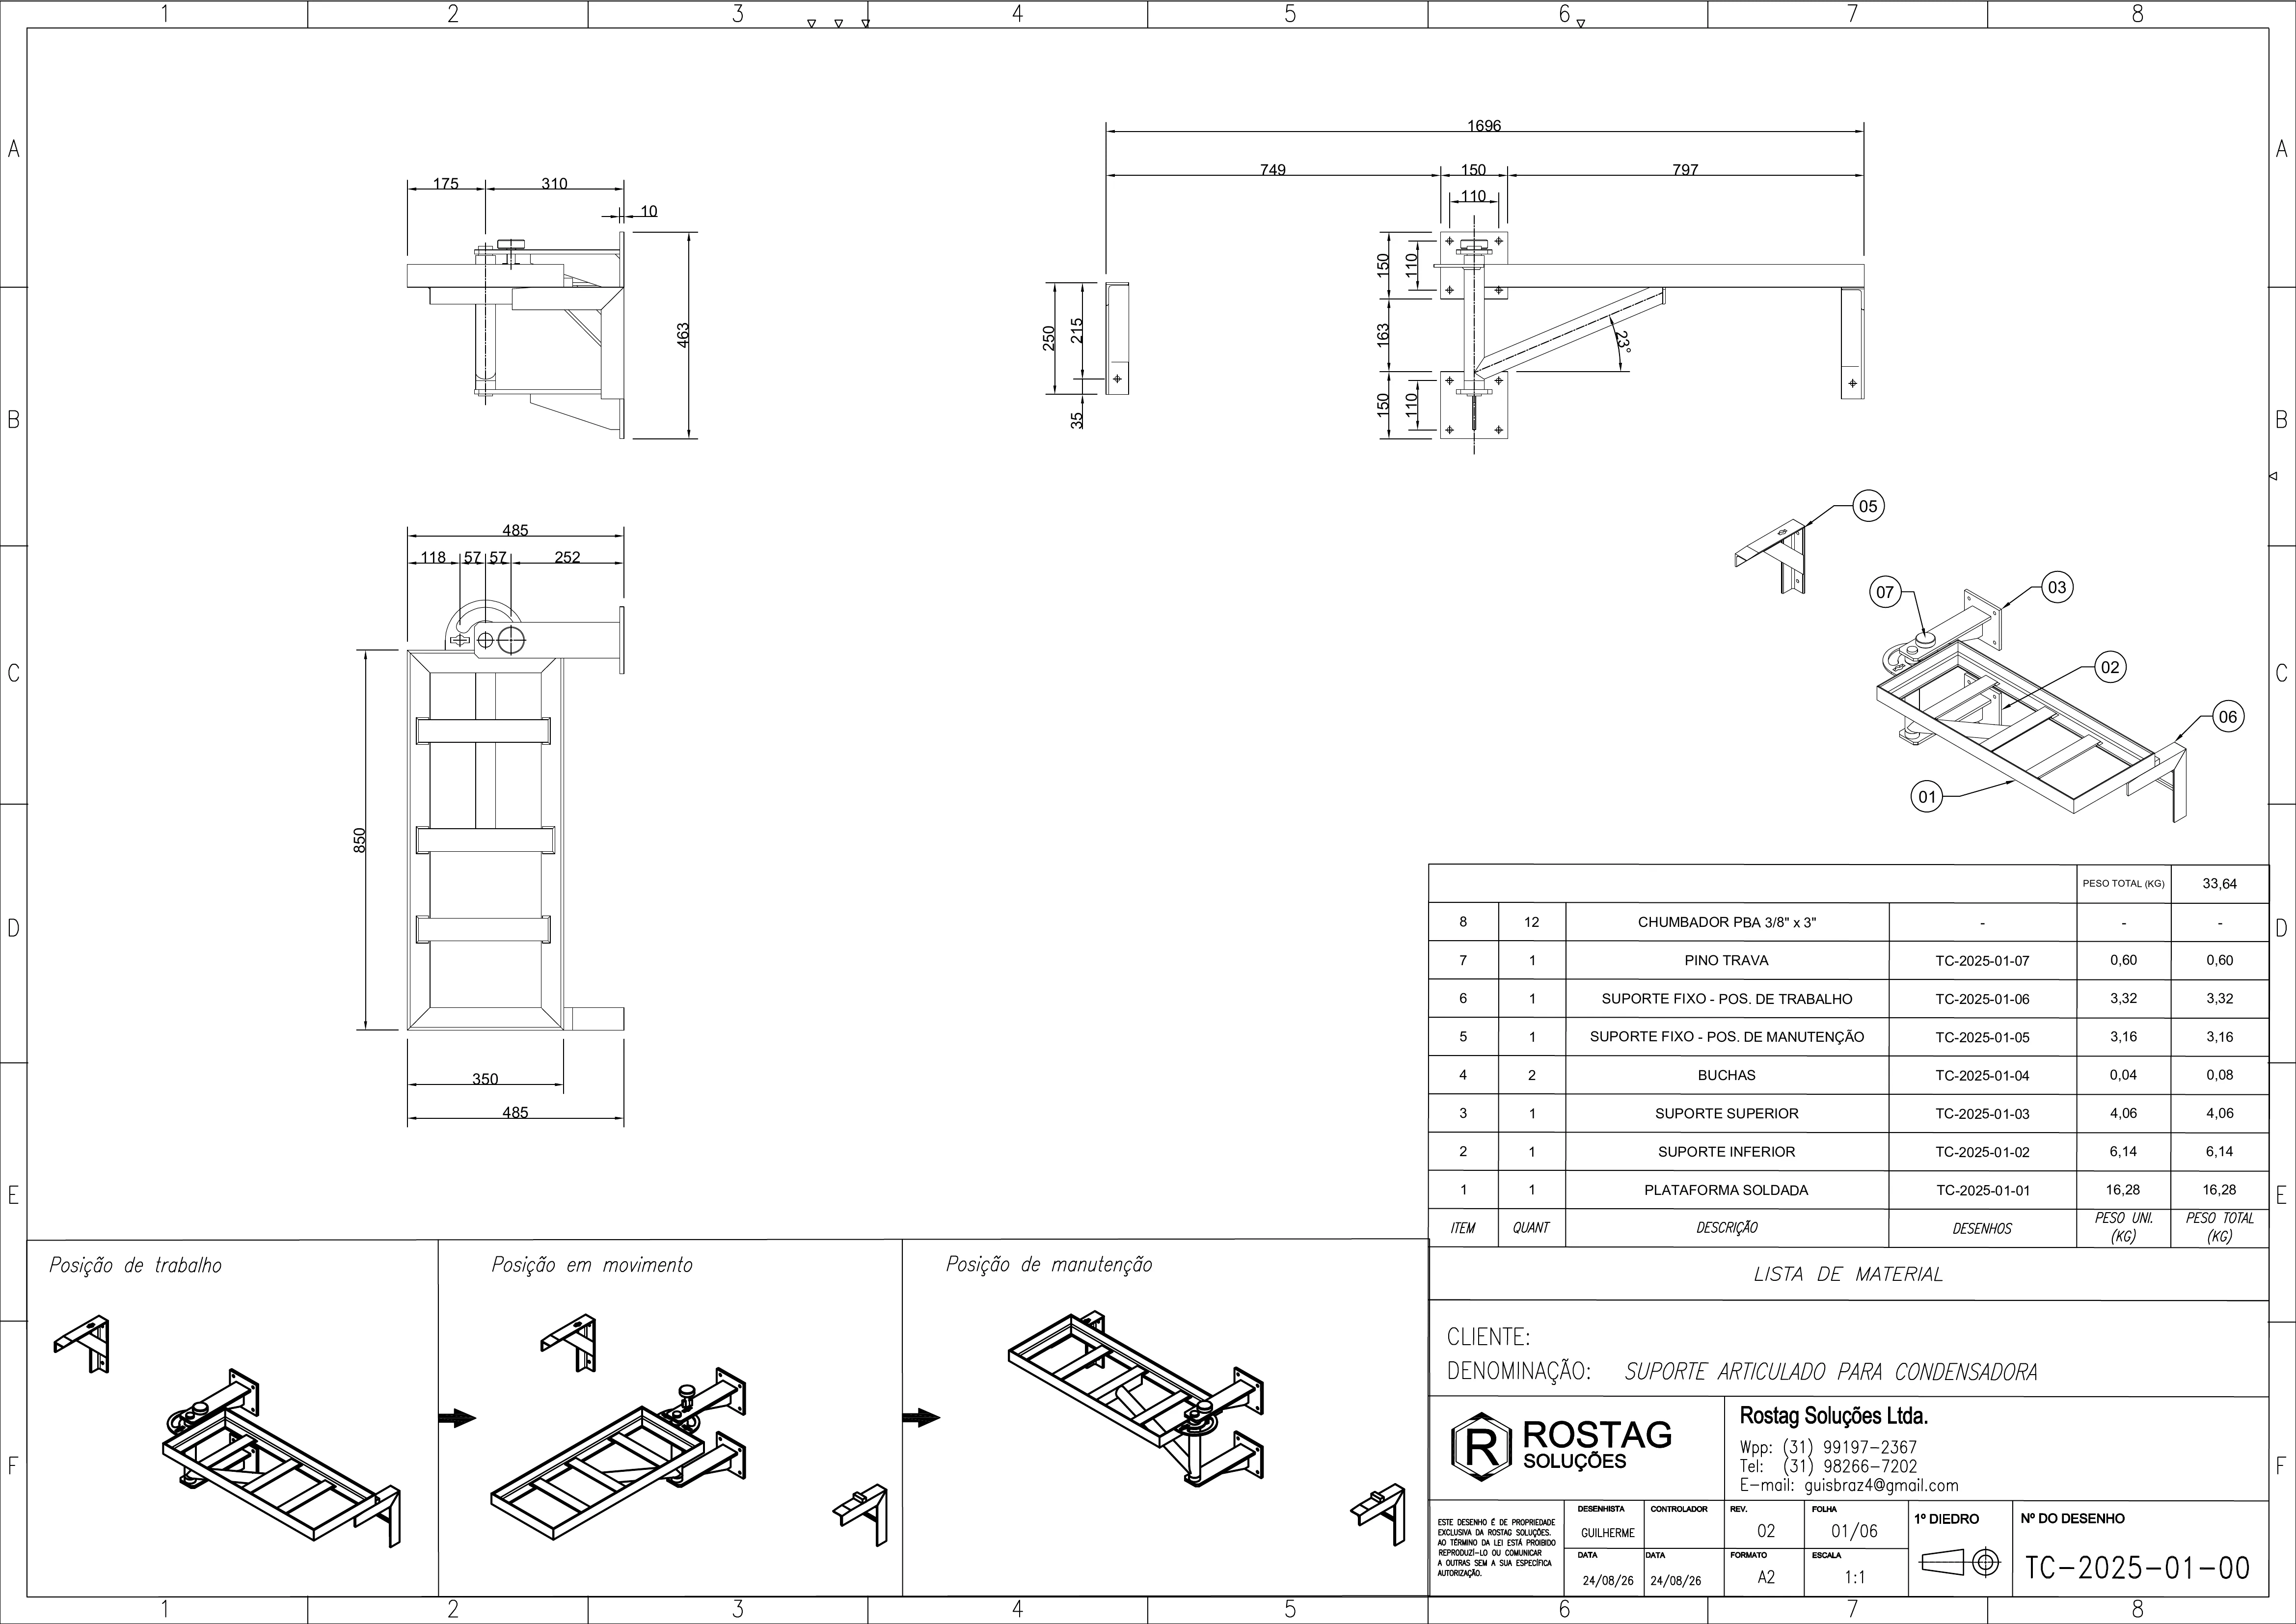 1 2 3 4 5 6 7 8
A A
B B
C C
D D
E E
F F
175 310
10
463
1696
749 150 797
110
150 110
163
150 110
250 215
35
23°
485
118 57 57 252
850
350
485
05
03
07
02
06
01
PESO TOTAL (KG) 33,64
8 12 CHUMBADOR PBA 3/8" x 3" - - -
7 1 PINO TRAVA TC-2025-01-07 0,60 0,60
6 1 SUPORTE FIXO - POS. DE TRABALHO TC-2025-01-06 3,32 3,32
5 1 SUPORTE FIXO - POS. DE MANUTENÇÃO TC-2025-01-05 3,16 3,16
4 2 BUCHAS TC-2025-01-04 0,04 0,08
3 1 SUPORTE SUPERIOR TC-2025-01-03 4,06 4,06
2 1 SUPORTE INFERIOR TC-2025-01-02 6,14 6,14
1 1 PLATAFORMA SOLDADA TC-2025-01-01 16,28 16,28
ITEM QUANT DESCRIÇÃO DESENHOS PESO UNI. (KG) PESO TOTAL (KG)
LISTA DE MATERIAL
Posição de trabalho
Posição em movimento
Posição de manutenção
CLIENTE:
DENOMINAÇÃO: SUPORTE ARTICULADO PARA CONDENSADORA
R ROSTAG
SOLUÇÕES
Rostag Soluções Ltda.
Wpp: (31) 99197-2367
Tel: (31) 98266-7202
E-mail: guisbraz4@gmail.com
ESTE DESENHO É DE PROPRIEDADE
EXCLUSIVA DA ROSTAG SOLUÇÕES.
AO TÉRMINO DA LEI ESTÁ PROIBIDO
REPRODUZÍ-LO OU COMUNICAR
A OUTRAS SEM A SUA ESPECÍFICA
AUTORIZAÇÃO.
DESENHISTA CONTROLADOR REV. FOLHA
GUILHERME 02 01/06
DATA DATA FORMATO ESCALA
24/08/26 24/08/26 A2 1:1
1º DIEDRO
Nº DO DESENHO
TC-2025-01-00
1 2 3 4 5 6 7 8